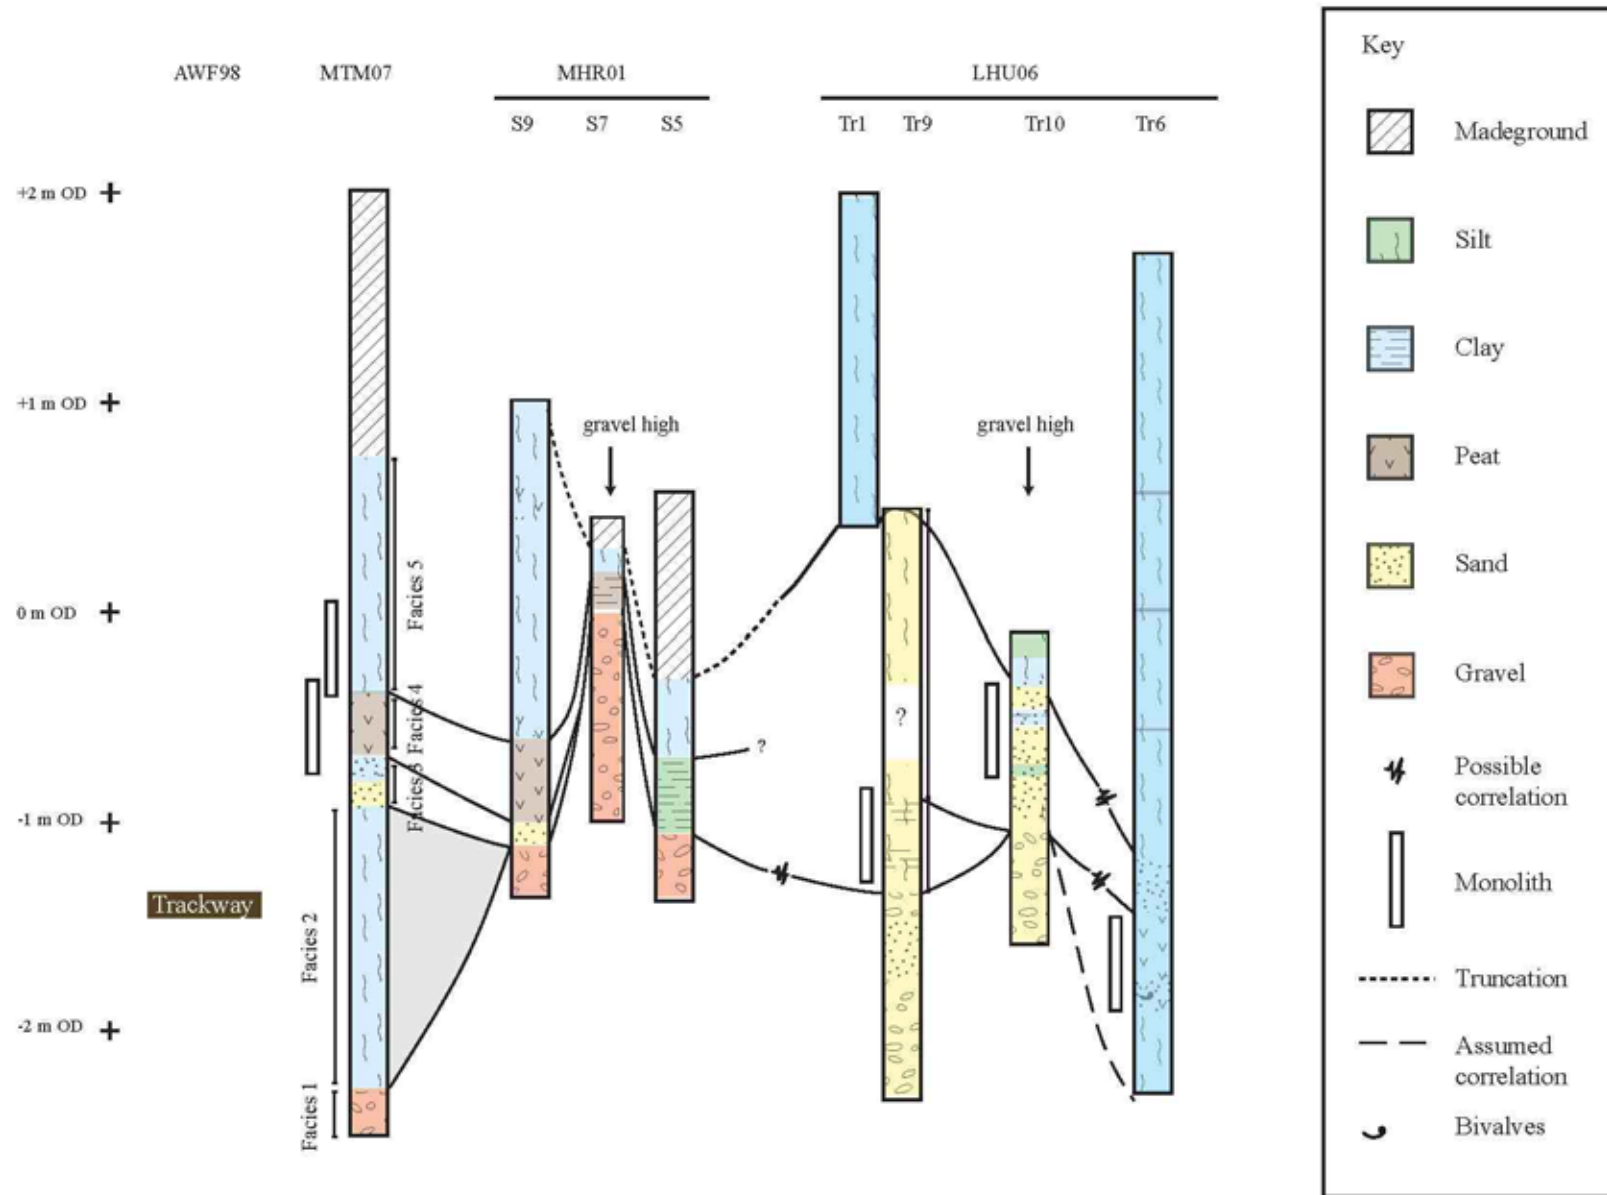 AWF98 MTM07 MHR01 LHU06 Key
S9 S7 S5 Tr1 Tr9 Tr10 Tr6
Madeground
+2 m OD
Silt
Clay
+1 m OD
gravel high gravel high
Peat
Facies 5
Sand
0 m OD
Gravel
Facies 4
?
?
Facies 3
Possible
correlation
-1 m OD
Monolith
Trackway
Facies 2
Truncation
-2 m OD
Assumed
correlation
Facies 1
Bivalves